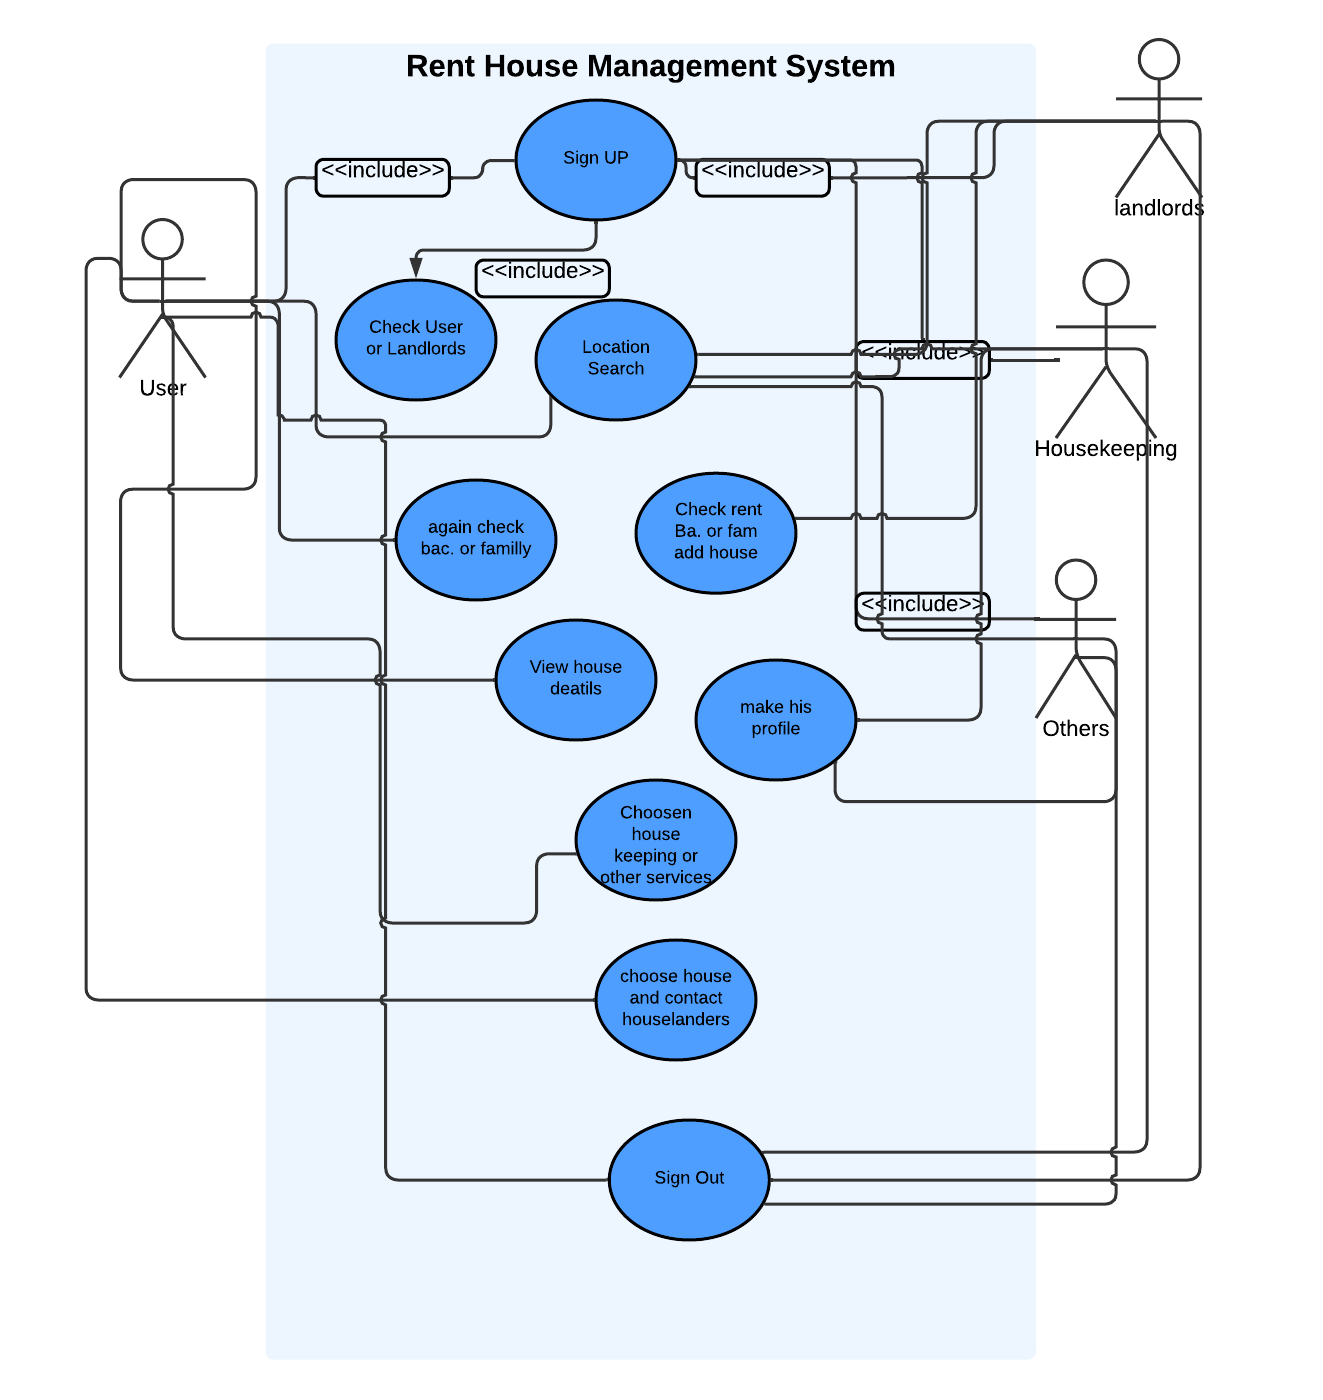 Rent House Management System
Sign UP
<<include>>
<<include>>
landlords
<<include>>
Check User
or Landlords
Location
Search
<<include>>
User
Housekeeping
again check
bac. or familly
Check rent
Ba. or fam
add house
<<include>>
View house
deatils
make his
profile
Others
Choosen
house
keeping or
other services
choose house
and contact
houselanders
Sign Out